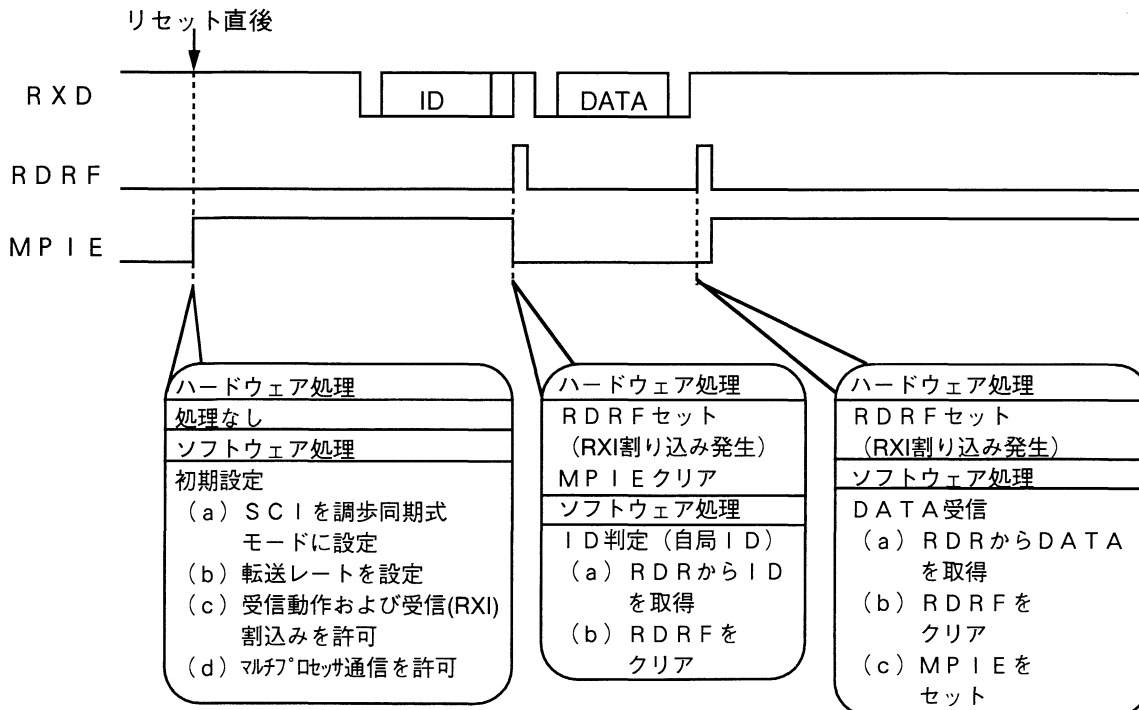 リセット直後
RXD
ID
DATA
RDRF
MPIE
ハードウェア処理
処理なし
ソフトウェア処理
初期設定
(a) SCIを調歩同期式
モードに設定
(b) 転送レートを設定
(c) 受信動作および受信(RXI)
割込みを許可
(d) マルチプロセッサ通信を許可
ハードウェア処理
RDRFセット
(RXI割り込み発生)
MPIEクリア
ソフトウェア処理
ID判定(自局ID)
(a) RDRからID
を取得
(b) RDRFを
クリア
ハードウェア処理
RDRFセット
(RXI割り込み発生)
ソフトウェア処理
DATA受信
(a) RDRからDATA
を取得
(b) RDRFを
クリア
(c) MPIEを
セット